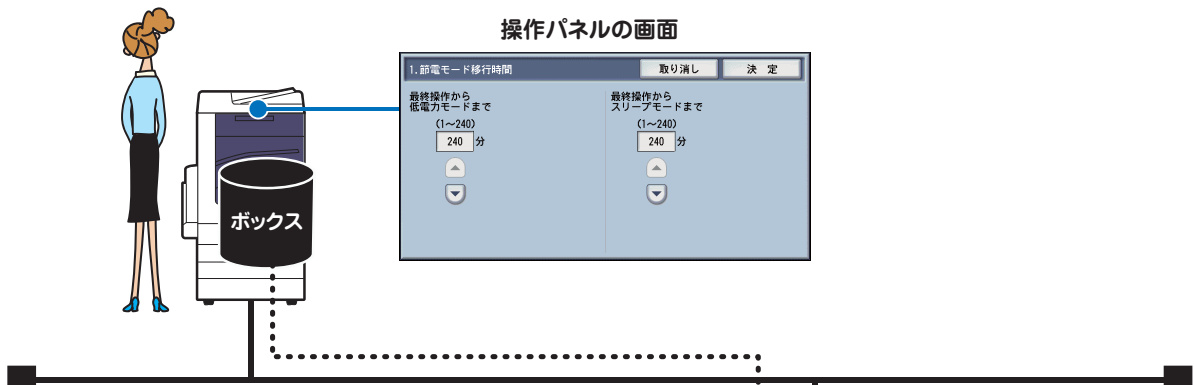 操作パネルの画面
1.節電モード移行時間
取り消し
決 定
最終操作から
低電力モードまで
(1～240)
240 分
最終操作から
スリープモードまで
(1～240)
240 分
ボックス